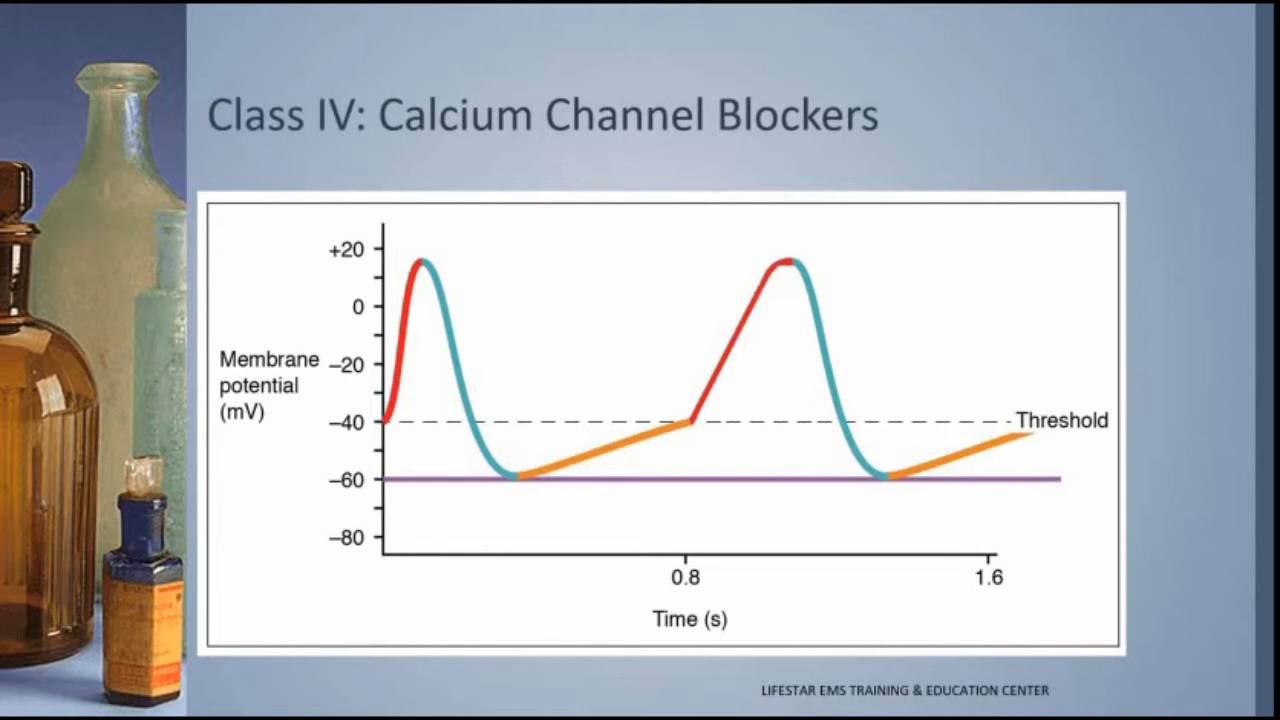 Class IV: Calcium Channel Blockers
+20
0
Membrane
potential
(mV)
–20
–40
Threshold
–60
–80
0.8
1.6
Time (s)
LIFESTAR EMS TRAINING & EDUCATION CENTER